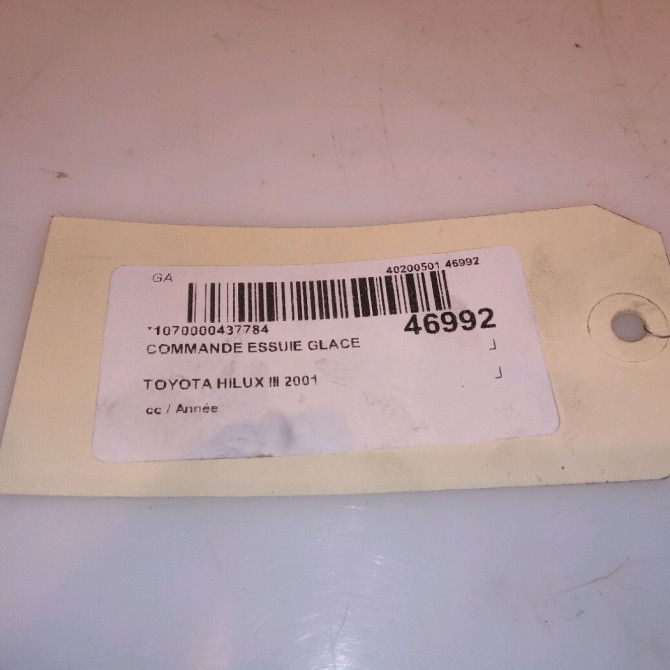 GA 40200501 46992
*1070000437784 46992
COMMANDE ESSUIE GLACE
TOYOTA HILUX III 2001
cc / Année